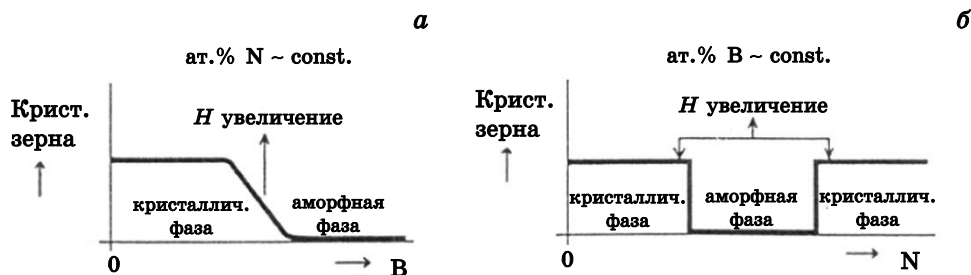 а
ат.% N ~ const.
Крист.
зерна
H увеличение
кристаллич.
фаза
аморфная
фаза
0
B
б
ат.% B ~ const.
Крист.
зерна
H увеличение
кристаллич.
фаза
аморфная
фаза
кристаллич.
фаза
0
N